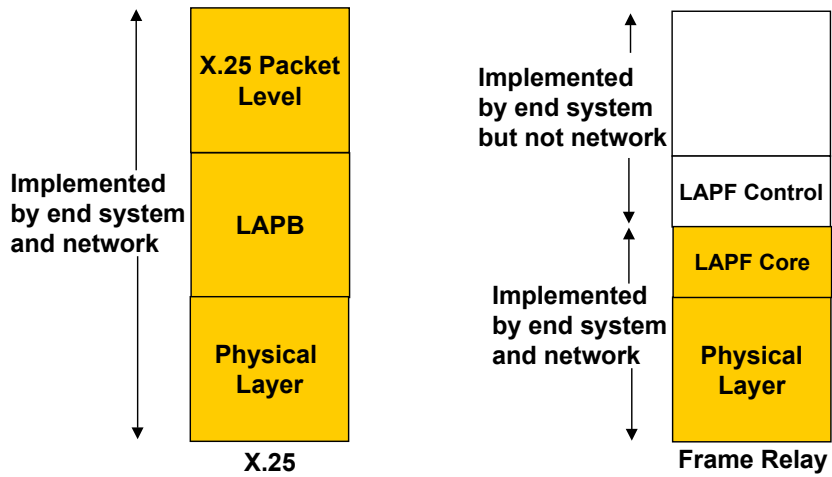 X.25 Packet
Level
Implemented
by end system
and network
LAPB
Physical
Layer
X.25
Implemented
by end system
but not network
LAPF Control
LAPF Core
Implemented
by end system
and network
Physical
Layer
Frame Relay